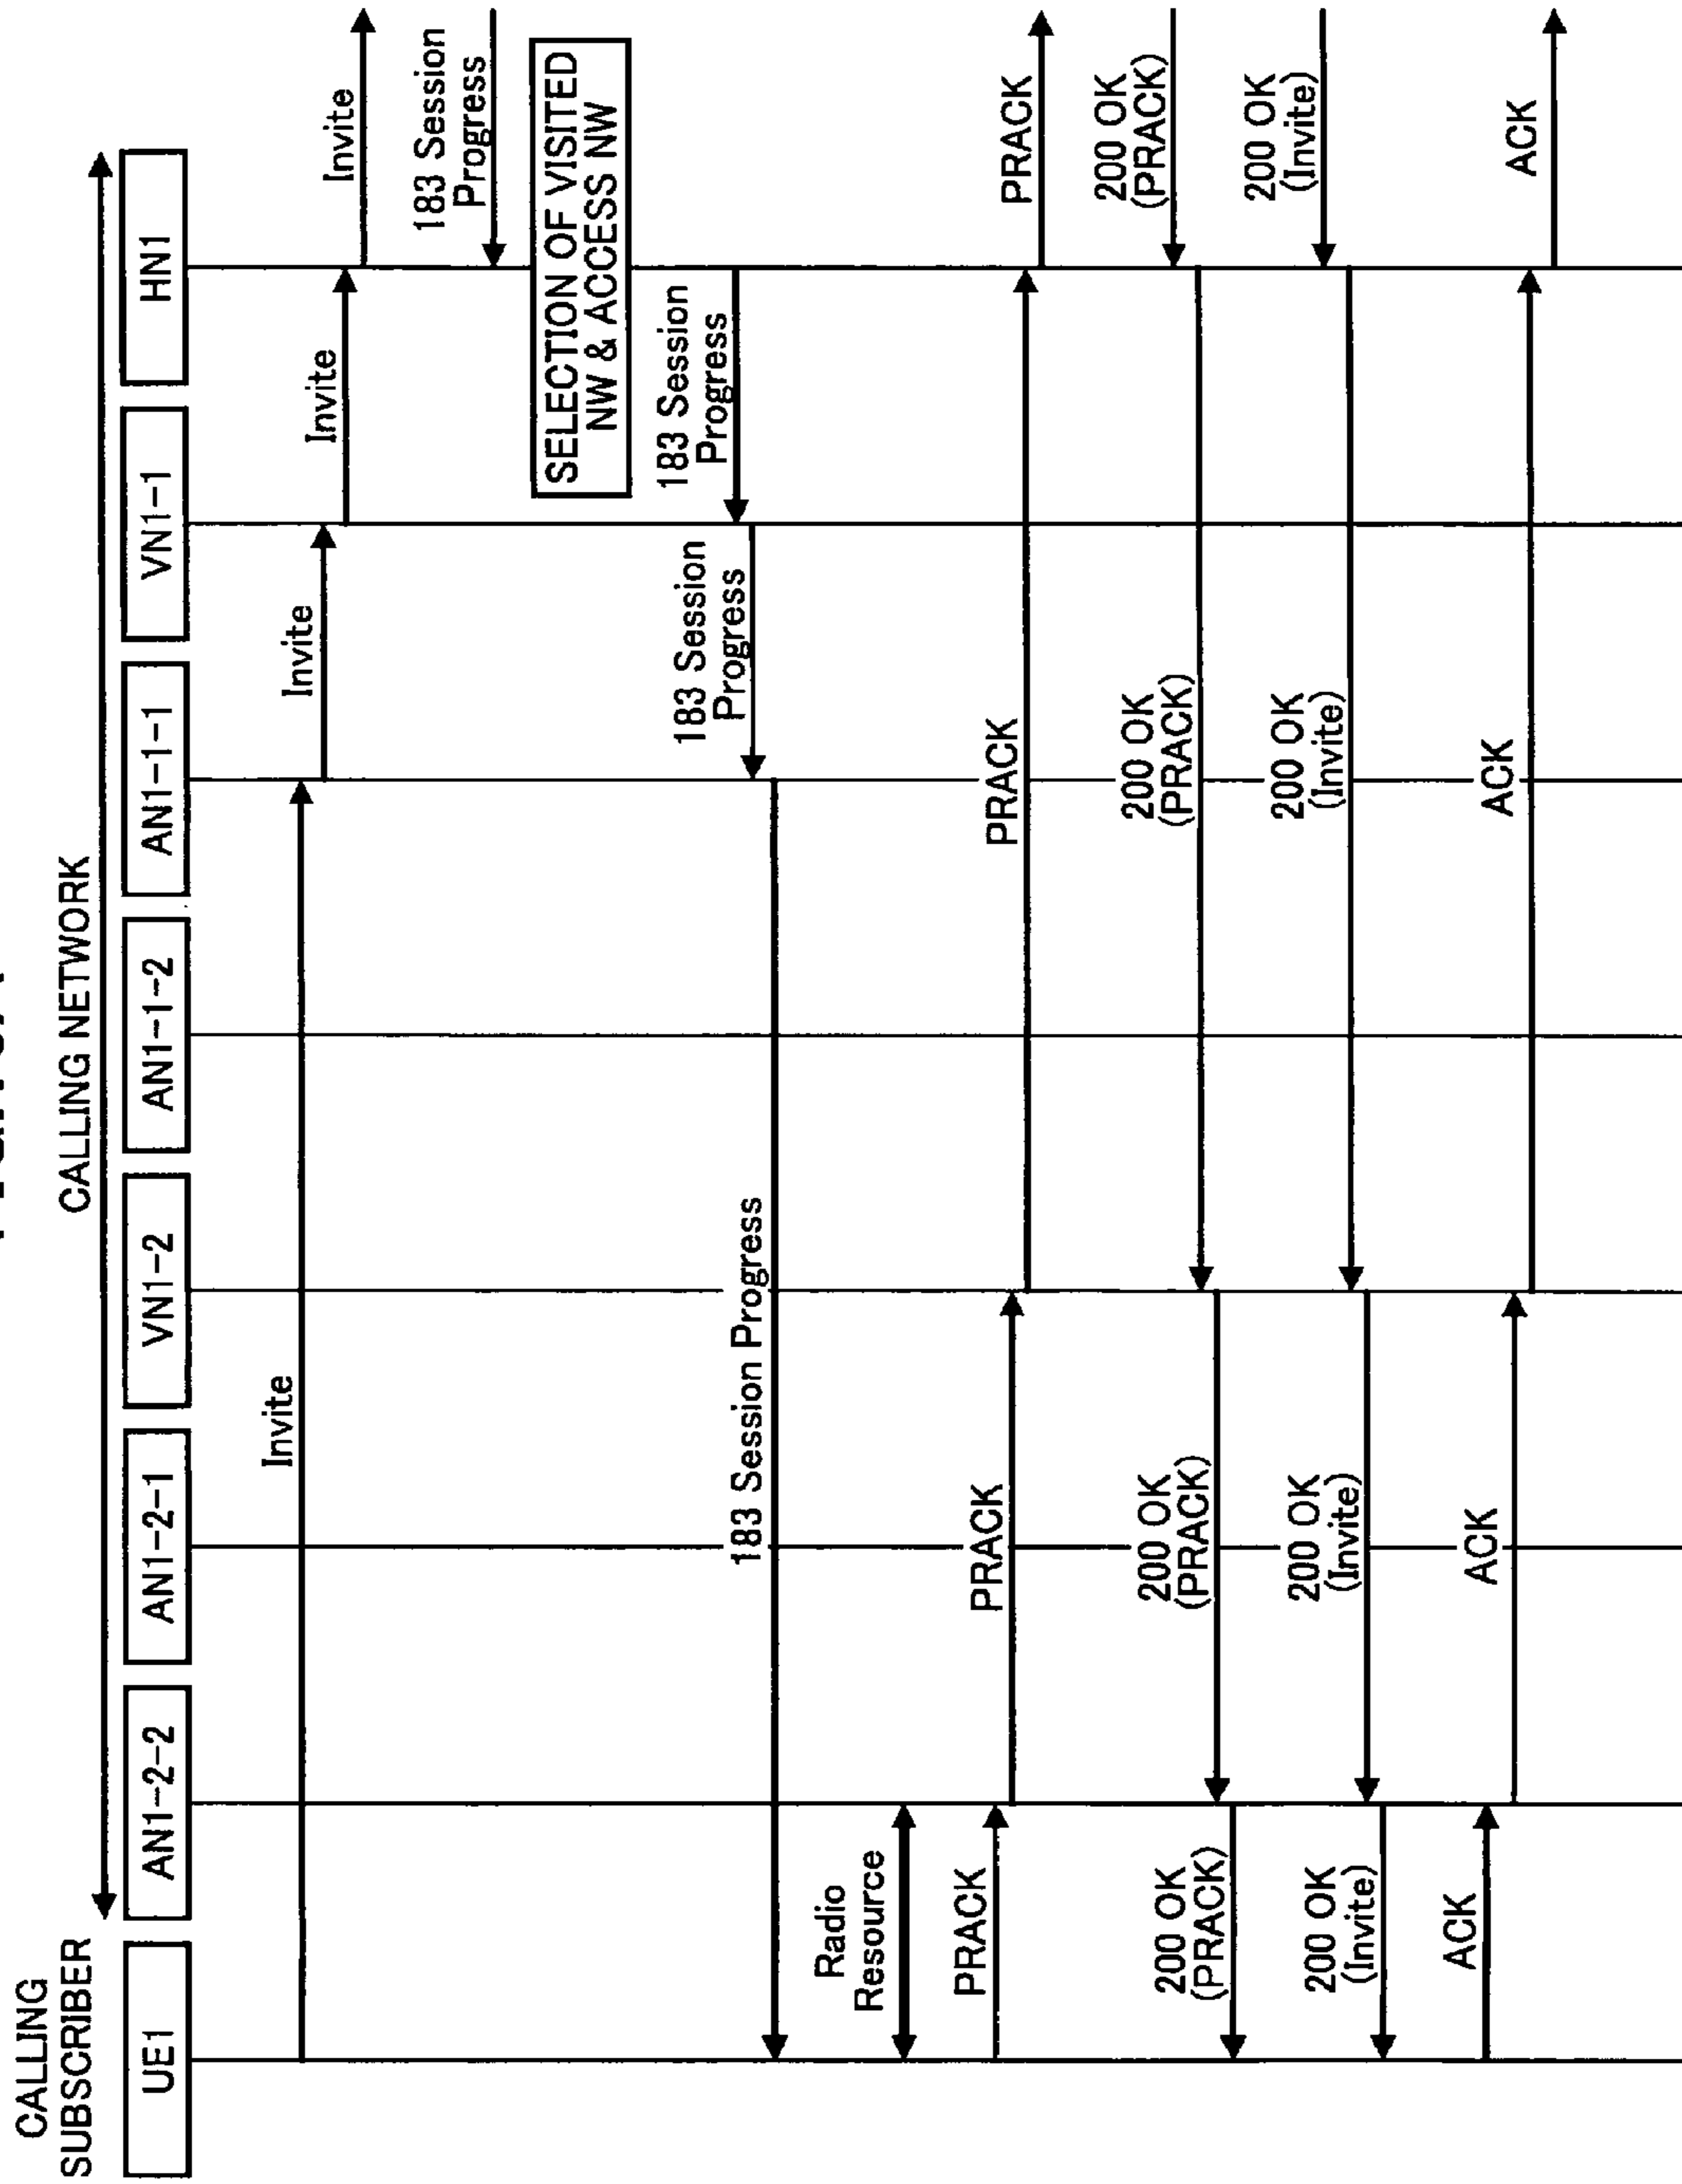 CALLING
SUBSCRIBER
CALLING NETWORK
UE1
AN1-2-2
AN1-2-1
VN1-2
AN1-1-2
AN1-1-1
VN1-1
HN1
Invite
Invite
Invite
Invite
183 Session
Progress
SELECTION OF VISITED
NW & ACCESS NW
183 Session
Progress
183 Session
Progress
183 Session Progress
Radio
Resource
PRACK
PRACK
PRACK
PRACK
200 OK
(PRACK)
200 OK
(PRACK)
200 OK
(PRACK)
200 OK
(PRACK)
200 OK
(Invite)
200 OK
(Invite)
200 OK
(Invite)
200 OK
(Invite)
ACK
ACK
ACK
ACK